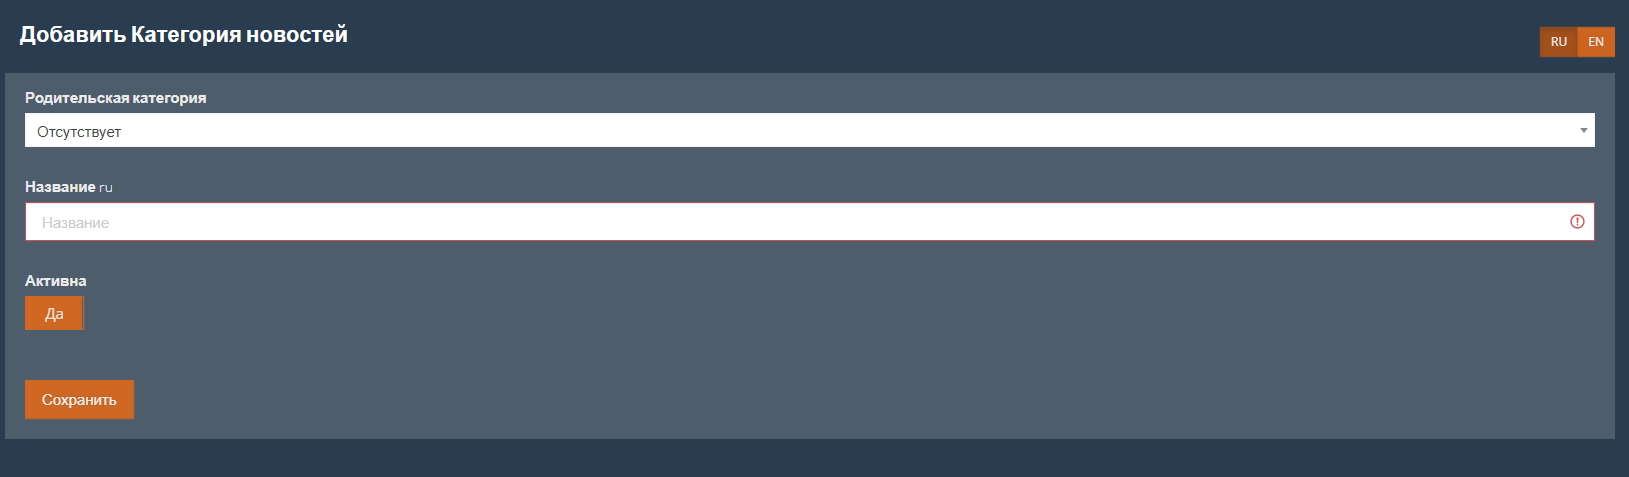 Добавить Категория новостей
RU EN
Родительская категория
Отсутствует
Название ru
Название
Активна
Да
Сохранить